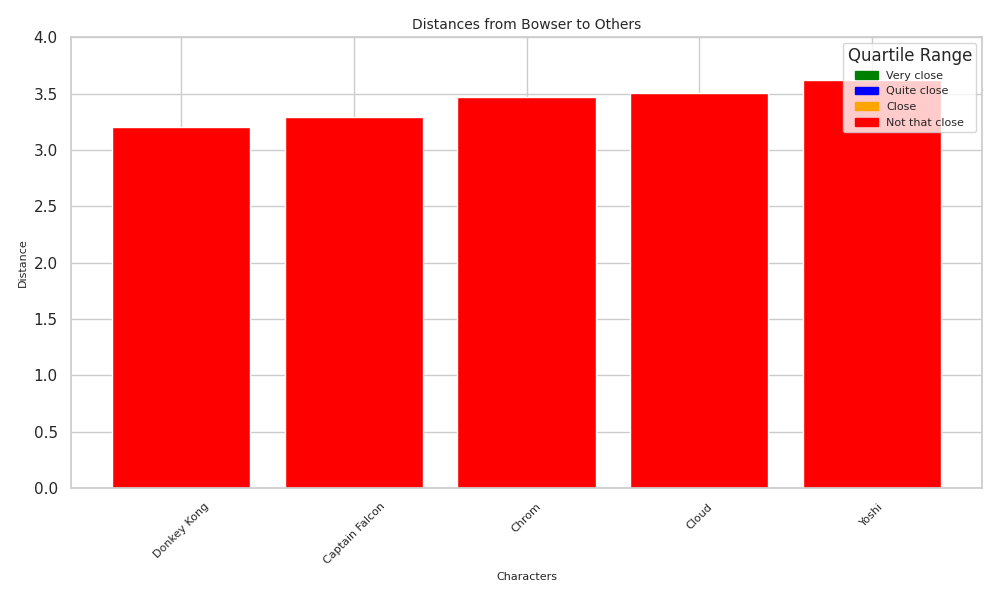 Distances from Bowser to Others
4.0
3.5
3.0
2.5
2.0
1.5
1.0
0.5
0.0
Distance
Quartile Range
Very close
Quite close
Close
Not that close
Donkey Kong
Captain Falcon
Chrom
Cloud
Yoshi
Characters